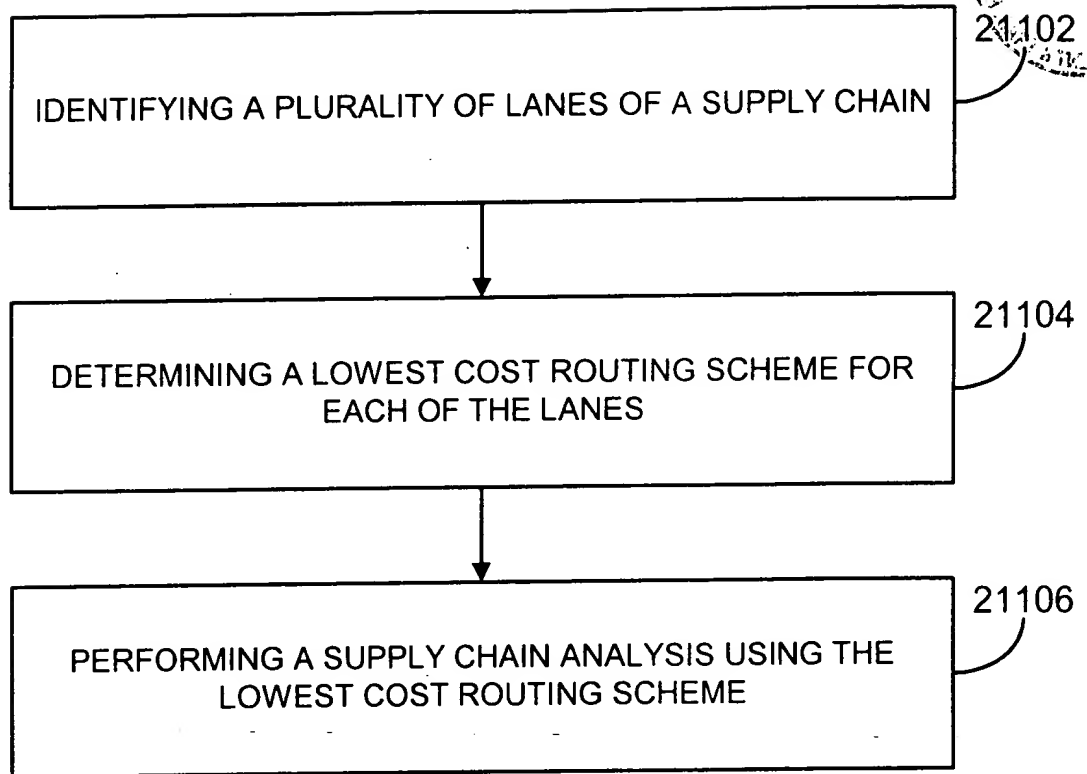 21102
IDENTIFYING A PLURALITY OF LANES OF A SUPPLY CHAIN
21104
DETERMINING A LOWEST COST ROUTING SCHEME FOR
EACH OF THE LANES
21106
PERFORMING A SUPPLY CHAIN ANALYSIS USING THE
LOWEST COST ROUTING SCHEME